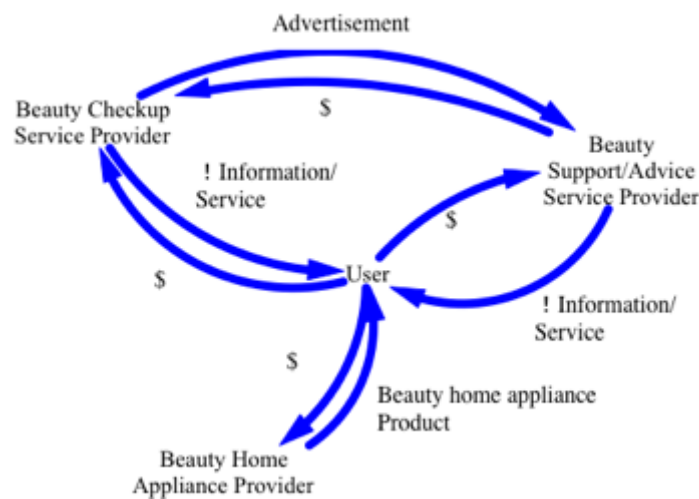 Advertisement
$
Beauty Checkup
Service Provider
Beauty
Support/Advice
Service Provider
! Information/
Service
$
$
User
! Information/
Service
$
Beauty home appliance
Product
Beauty Home
Appliance Provider